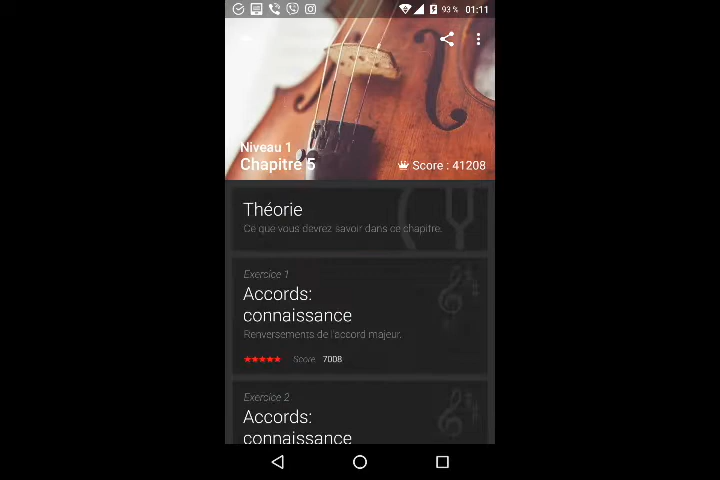 93 % 01:11
Niveau 1
Chapitre 5
Score : 41208
Théorie
Ce que vous devrez savoir dans ce chapitre.
Exercice 1
Accords:
connaissance
Renversements de l'accord majeur.
Score 7008
Exercice 2
Accords:
connaissance